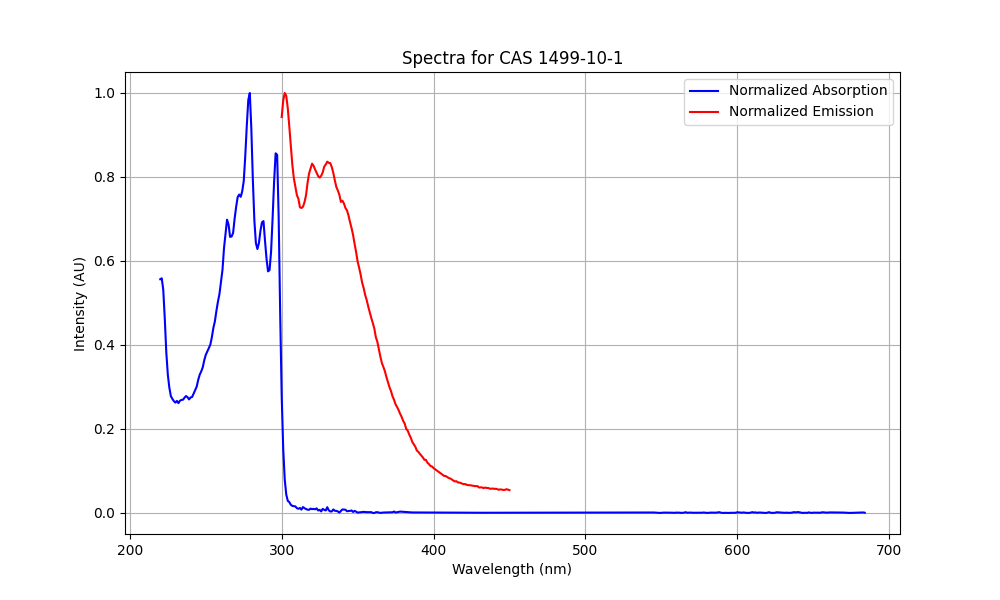 Spectra for CAS 1499-10-1
Normalized Absorption
Normalized Emission
1.0
0.8
0.6
0.4
0.2
0.0
Intensity (AU)
200 300 400 500 600 700
Wavelength (nm)